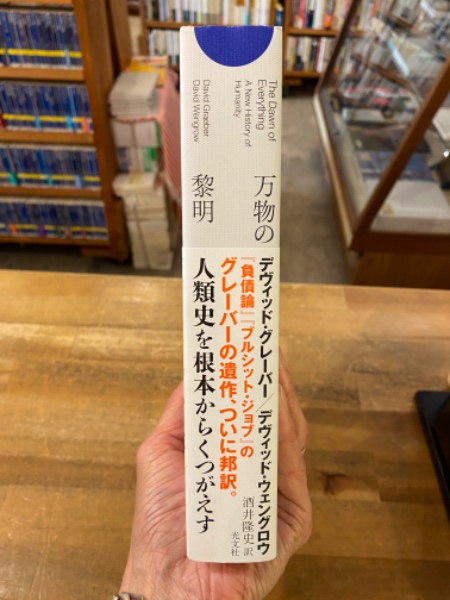 The Dawn of
Everything
A New History of
Humanity
David Graeber
David Wengrow
万物の
黎明
デヴィッド・グレーバー/デヴィッド・ウェングロウ
酒井隆史 訳
光文社
『負債論』『ブルシット・ジョブ』の
グレーバーの遺作、ついに邦訳。
人類史を根本からくつがえす